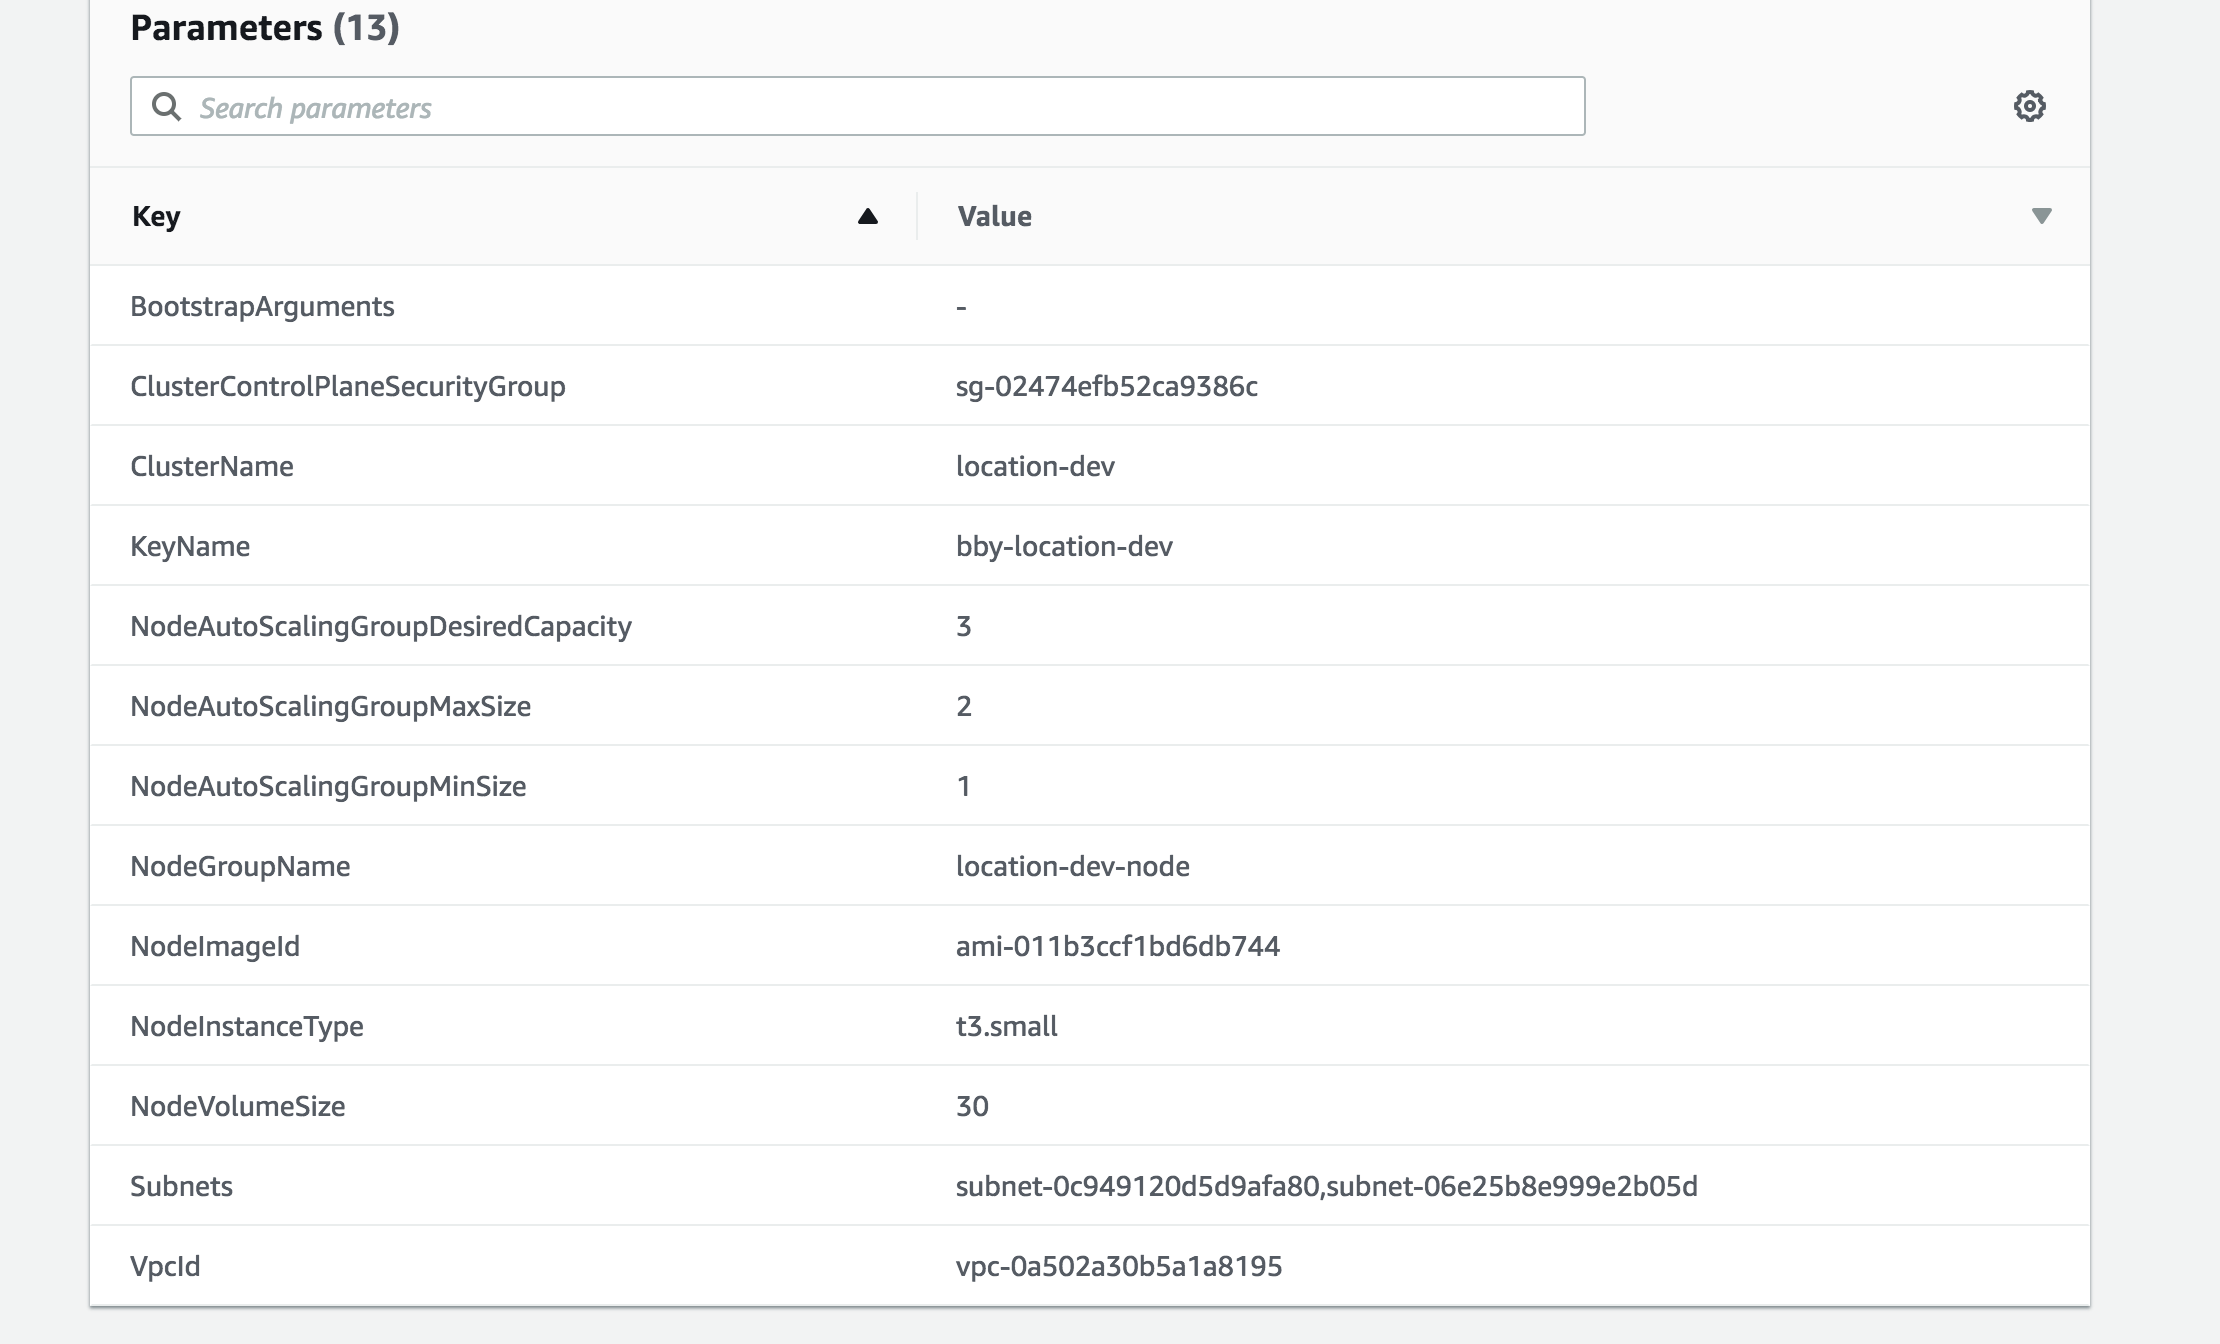 Parameters (13)
Search parameters
Key Value
BootstrapArguments -
ClusterControlPlaneSecurityGroup sg-02474efb52ca9386c
ClusterName location-dev
KeyName bby-location-dev
NodeAutoScalingGroupDesiredCapacity 3
NodeAutoScalingGroupMaxSize 2
NodeAutoScalingGroupMinSize 1
NodeGroupName location-dev-node
NodeImageId ami-011b3ccf1bd6db744
NodeInstanceType t3.small
NodeVolumeSize 30
Subnets subnet-0c949120d5d9afa80,subnet-06e25b8e999e2b05d
VpcId vpc-0a502a30b5a1a8195